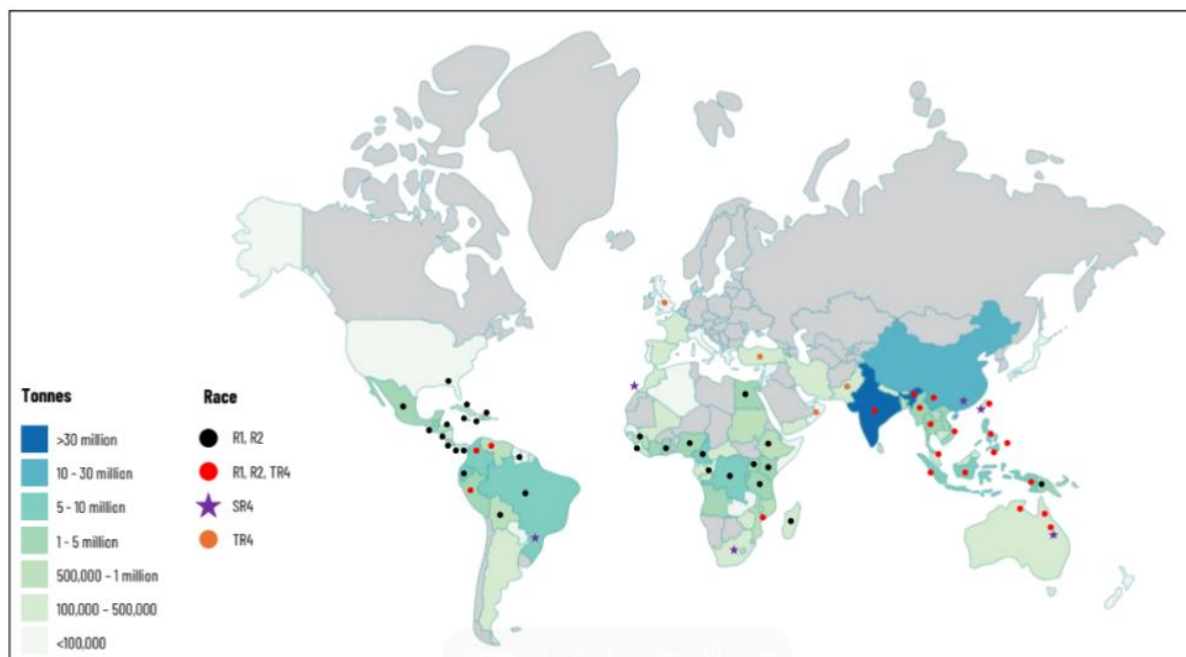 Tonnes
>30 million
10 - 30 million
5 - 10 million
1 - 5 million
500,000 - 1 million
100,000 - 500,000
<100,000
Race
R1, R2
R1, R2, TR4
SR4
TR4